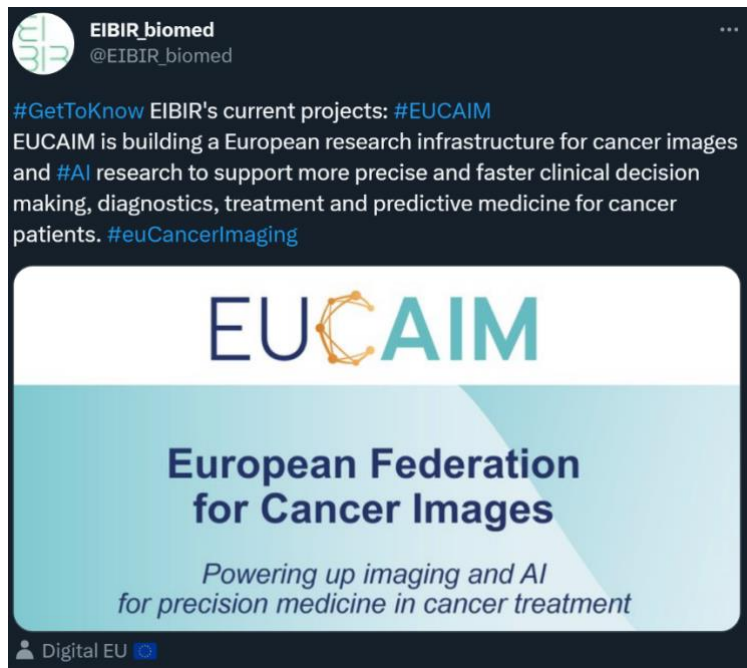 EIBIR_biomed
@EIBIR_biomed
#GetToKnow EIBIR's current projects: #EUCAIM
EUCAIM is building a European research infrastructure for cancer images
and #AI research to support more precise and faster clinical decision
making, diagnostics, treatment and predictive medicine for cancer
patients. #euCancerImaging
EUCAIM
European Federation
for Cancer Images
Powering up imaging and AI
for precision medicine in cancer treatment
Digital EU 🇪🇺